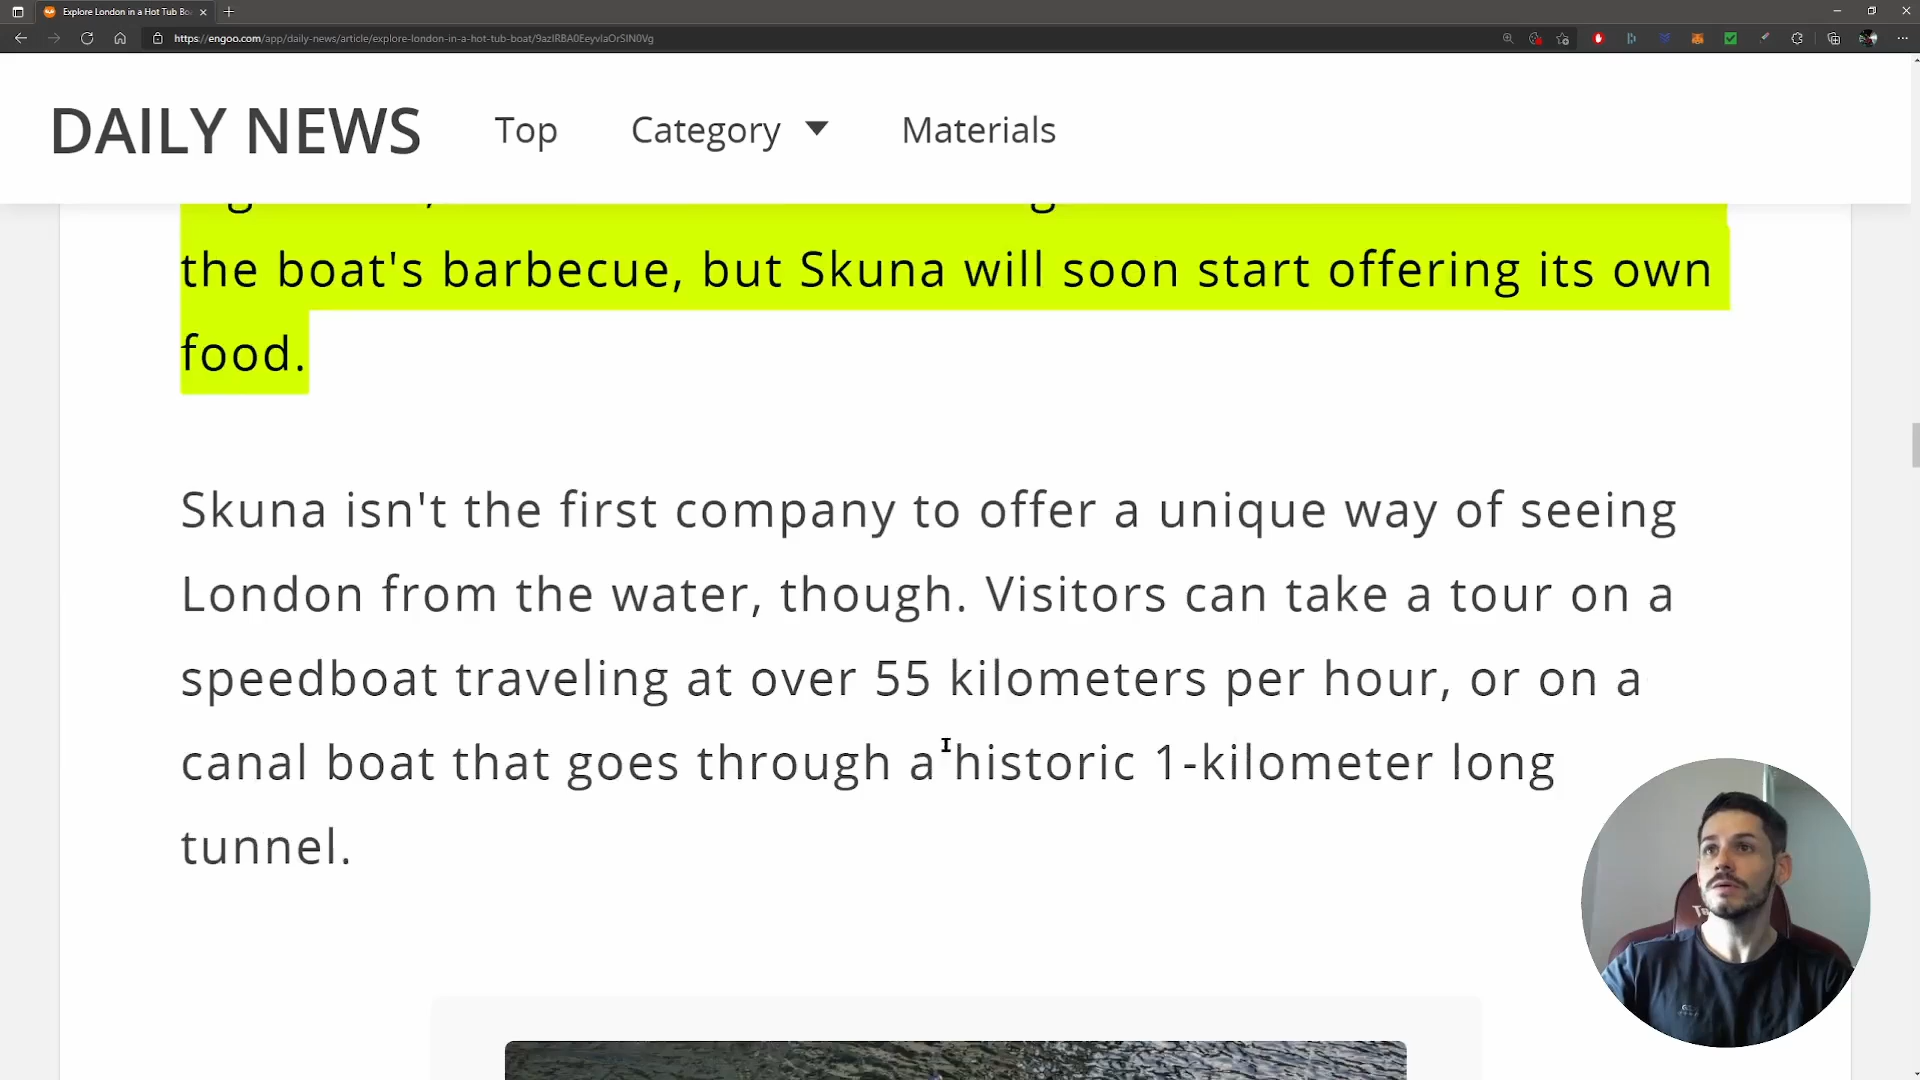 Explore London in a Hot Tub Bo
https://engoo.com/app/daily-news/article/explore-london-in-a-hot-tub-boat/9azIRBA0EeyvlaOrSIN0Vg
DAILY NEWS
Top
Category
Materials
the boat's barbecue, but Skuna will soon start offering its own
food.
Skuna isn't the first company to offer a unique way of seeing
London from the water, though. Visitors can take a tour on a
speedboat traveling at over 55 kilometers per hour, or on a
canal boat that goes through a historic 1-kilometer long
tunnel.